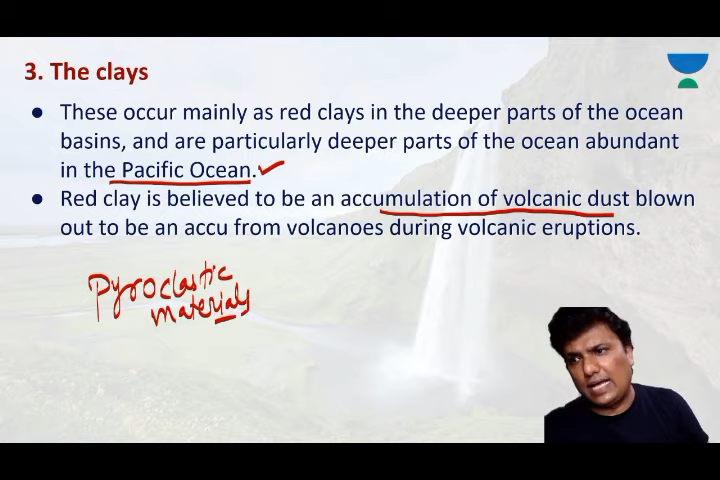 3. The clays
● These occur mainly as red clays in the deeper parts of the ocean
basins, and are particularly deeper parts of the ocean abundant
in the Pacific Ocean.
● Red clay is believed to be an accumulation of volcanic dust blown
out to be an accu from volcanoes during volcanic eruptions.
Pyroclastic
materials